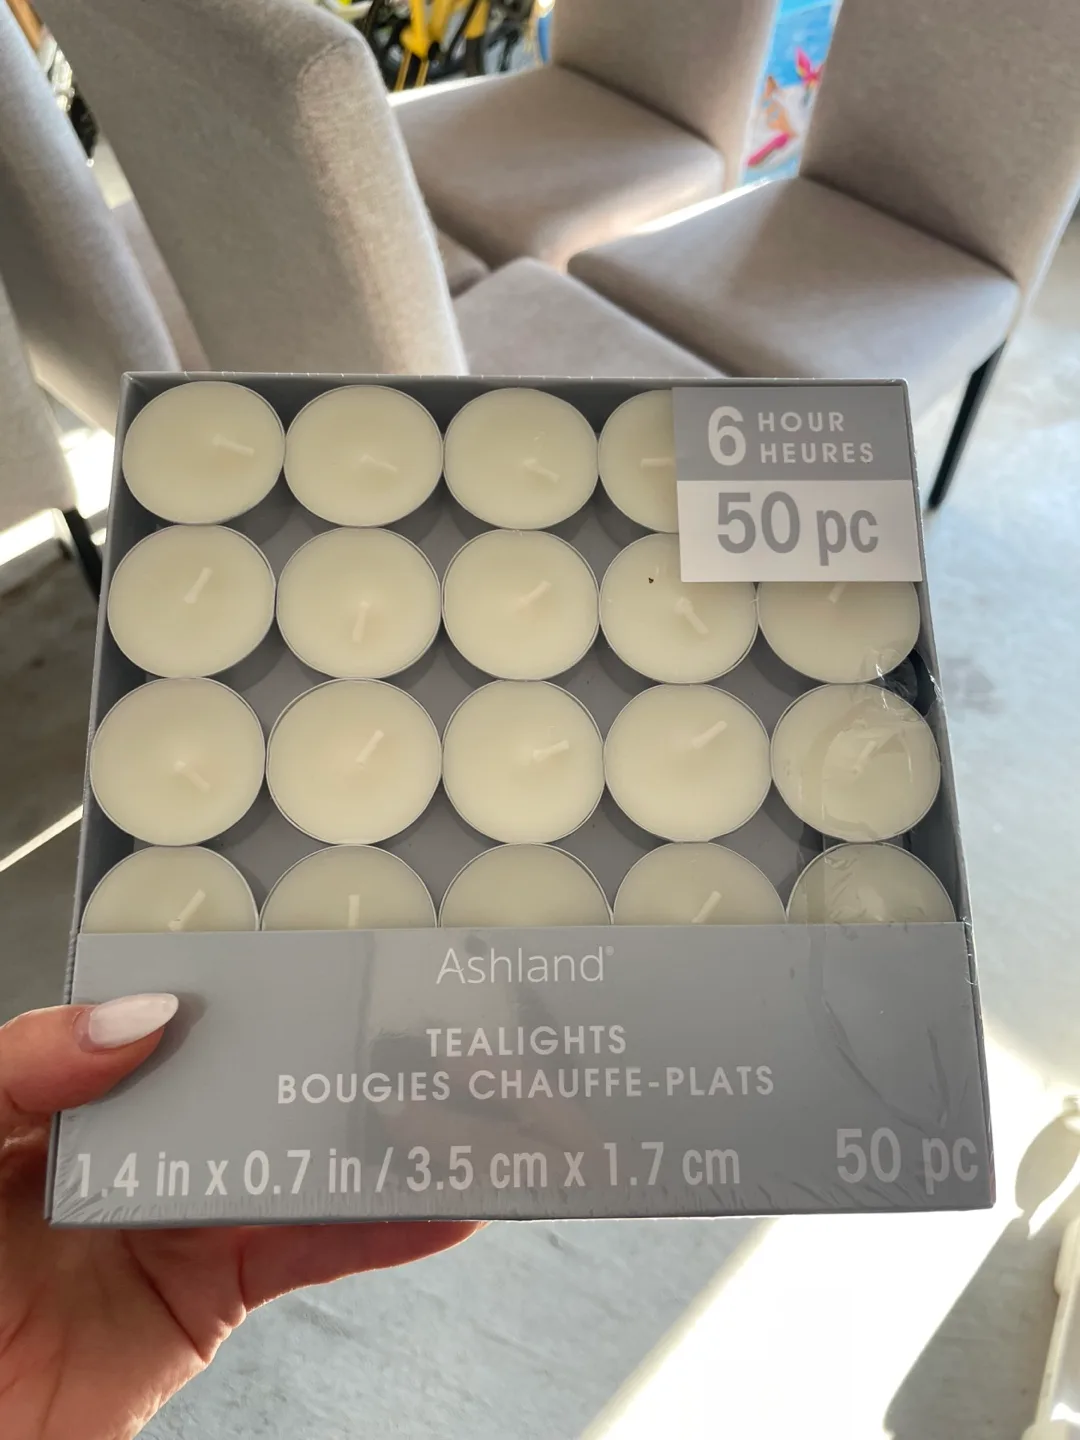 6 HOUR
HEURES
50 pc
Ashland®
TEALIGHTS
BOUGIES CHAUFFE-PLATS
1.4 in x 0.7 in / 3.5 cm x 1.7 cm
50 pc